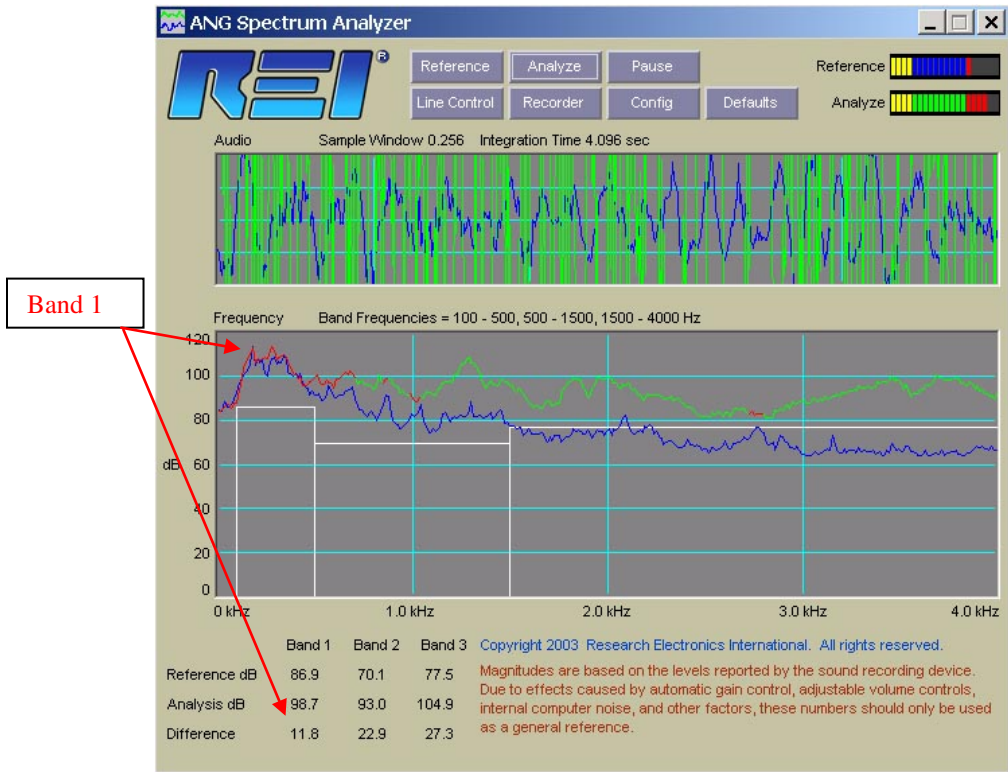 ANG Spectrum Analyzer
REI®
Reference Analyze Pause
Line Control Recorder Config Defaults
Reference
Analyze
Audio Sample Window 0.256 Integration Time 4.096 sec
Band 1
Frequency Band Frequencies = 100 - 500, 500 - 1500, 1500 - 4000 Hz
120
100
80
dB 60
40
20
0
0 kHz 1.0 kHz 2.0 kHz 3.0 kHz 4.0 kHz
Band 1 Band 2 Band 3
Reference dB 86.9 70.1 77.5
Analysis dB 98.7 93.0 104.9
Difference 11.8 22.9 27.3
Copyright 2003 Research Electronics International. All rights reserved.
Magnitudes are based on the levels reported by the sound recording device.
Due to effects caused by automatic gain control, adjustable volume controls,
internal computer noise, and other factors, these numbers should only be used
as a general reference.